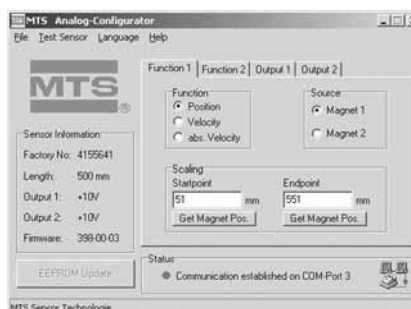 MTS Analog-Configurator
File Test Sensor Language Help
MTS
®
Sensor Information
Factory No: 4155641
Length: 500 mm
Output 1: +10V
Output 2: +10V
Firmware: 398-00-03
EEPROM Update
Function 1 Function 2 Output 1 Output 2
Function
Position
Velocity
abs. Velocity
Source
Magnet 1
Magnet 2
Scaling
Startpoint
51 mm
Get Magnet Pos.
Endpoint
551 mm
Get Magnet Pos.
Status
Communication established on COM-Port 3
MTS Sensor Technologie